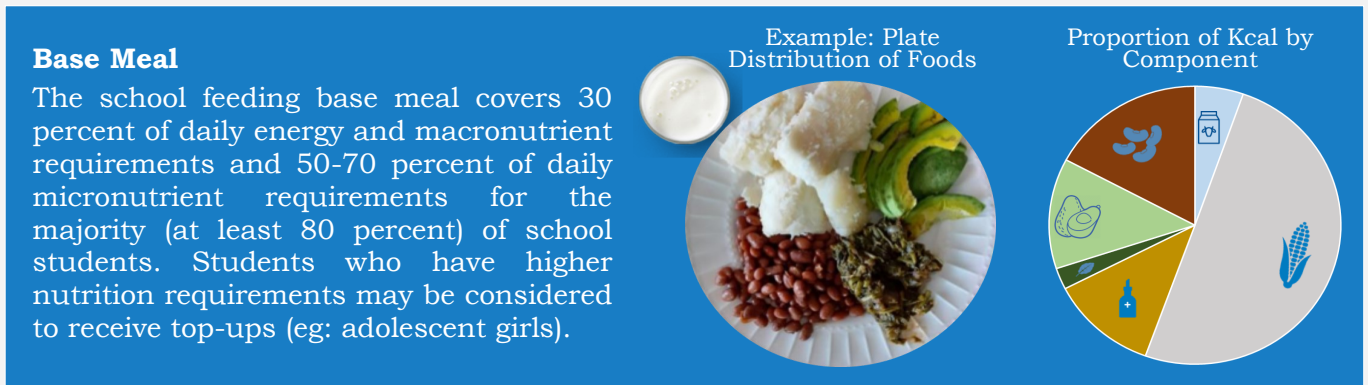 Base Meal
The school feeding base meal covers 30
percent of daily energy and macronutrient
requirements and 50-70 percent of daily
micronutrient requirements for the
majority (at least 80 percent) of school
students. Students who have higher
nutrition requirements may be considered
to receive top-ups (eg: adolescent girls).
Example: Plate
Distribution of Foods
Proportion of Kcal by
Component